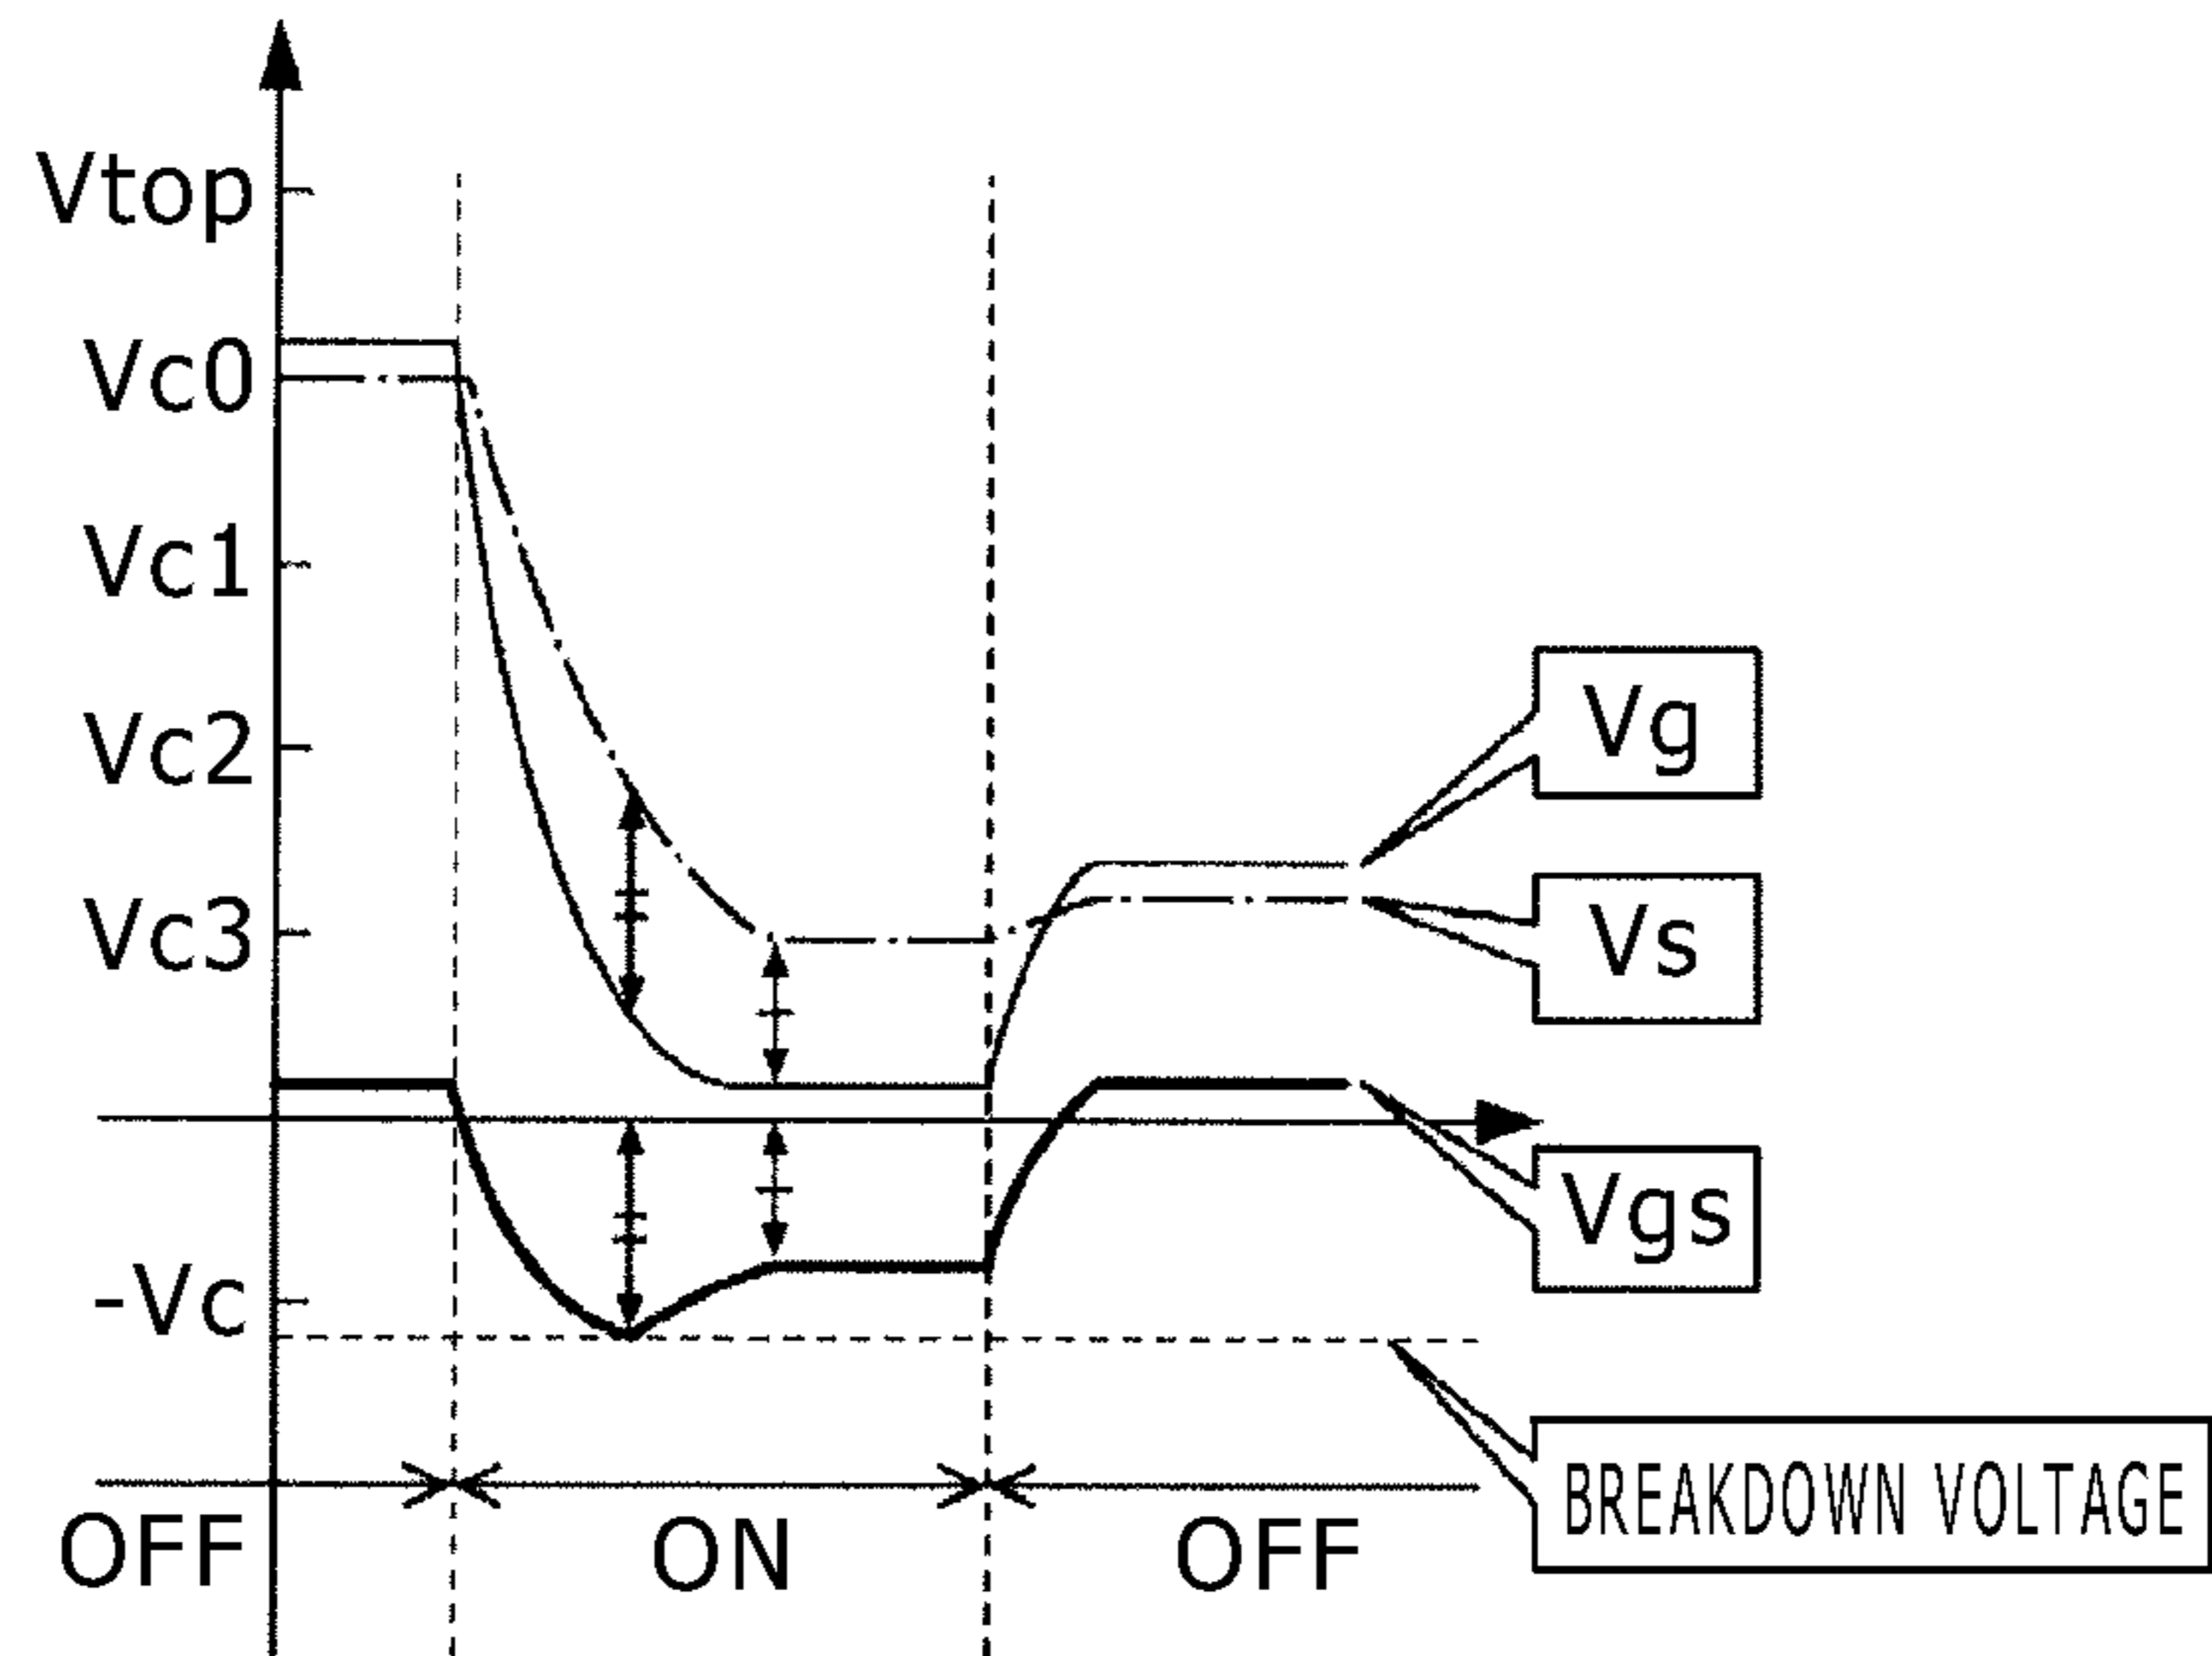 Vtop
Vc0
Vc1
Vc2
Vc3
-Vc
Vg
Vs
Vgs
BREAKDOWN VOLTAGE
OFF
ON
OFF